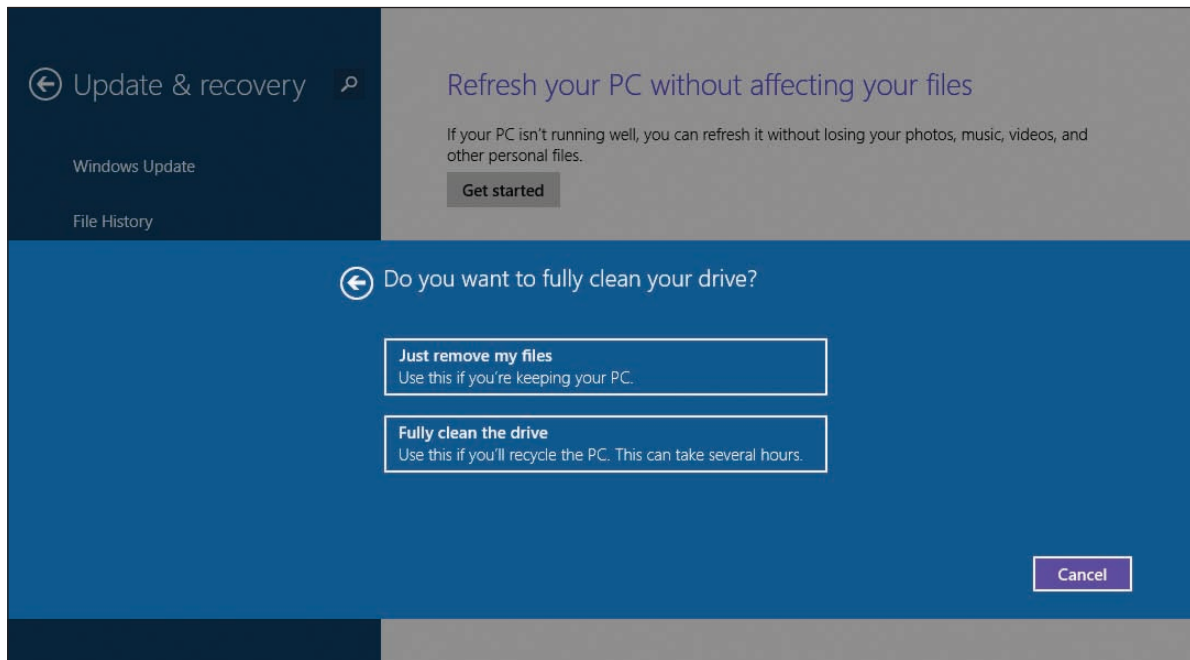 Update & recovery
Windows Update
File History
Refresh your PC without affecting your files
If your PC isn't running well, you can refresh it without losing your photos, music, videos, and
other personal files.
Get started
Do you want to fully clean your drive?
Just remove my files
Use this if you're keeping your PC.
Fully clean the drive
Use this if you'll recycle the PC. This can take several hours.
Cancel